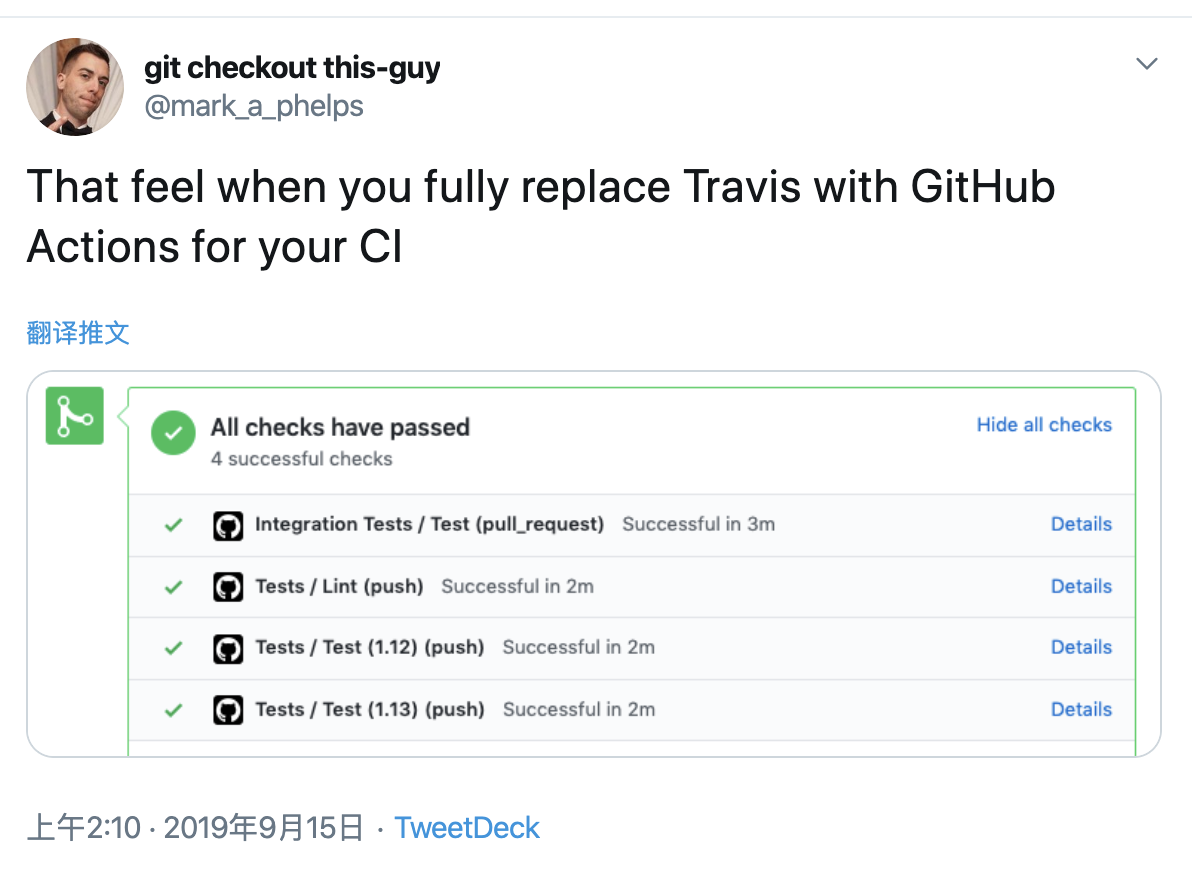 git checkout this-guy
@mark_a_phelps
That feel when you fully replace Travis with GitHub
Actions for your CI
翻译推文
All checks have passed
Hide all checks
4 successful checks
Integration Tests / Test (pull_request) Successful in 3m Details
Tests / Lint (push) Successful in 2m Details
Tests / Test (1.12) (push) Successful in 2m Details
Tests / Test (1.13) (push) Successful in 2m Details
上午2:10 · 2019年9月15日 · TweetDeck